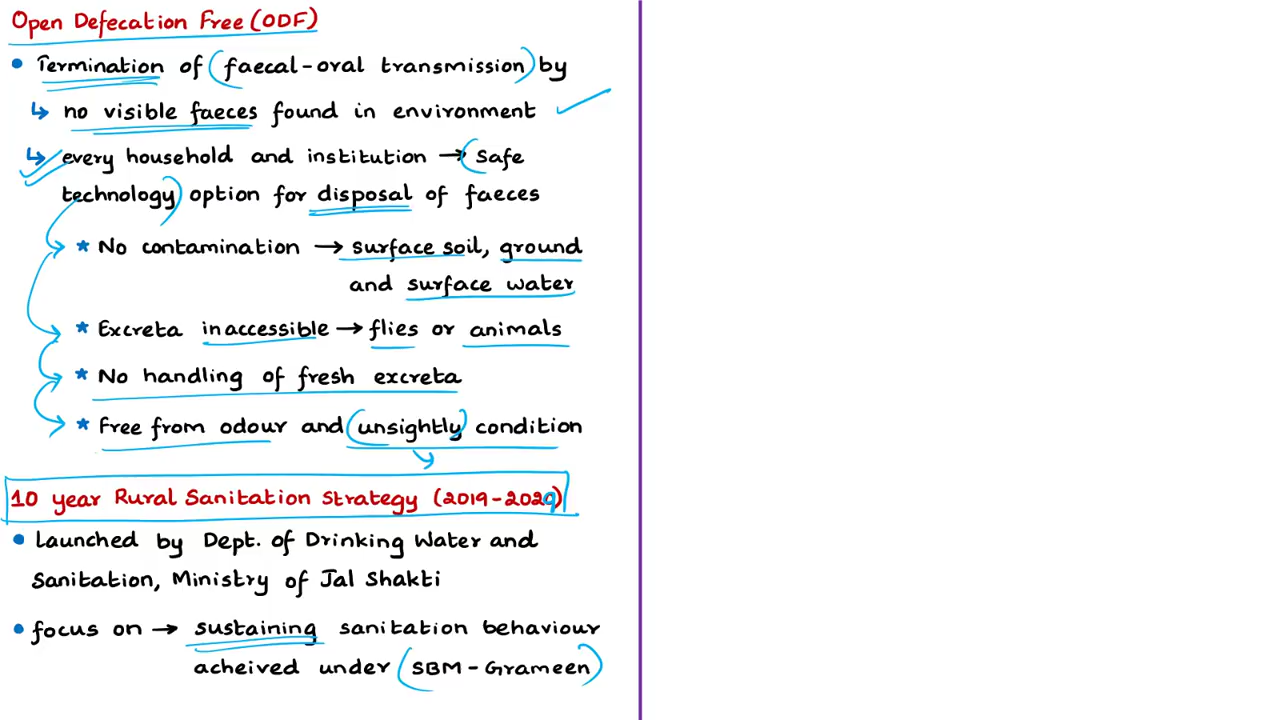 Open Defecation Free (ODF)
• Termination of (faecal-oral transmission) by
↳ no visible faeces found in environment
↳ every household and institution → (safe
technology) option for disposal of faeces
* No contamination → surface soil, ground
and surface water
* Excreta inaccessible → flies or animals
* No handling of fresh excreta
* Free from odour and (unsightly) condition
10 year Rural Sanitation Strategy (2019-2029)
• Launched by Dept. of Drinking Water and
Sanitation, Ministry of Jal Shakti
• focus on → sustaining sanitation behaviour
acheived under (SBM-Grameen)